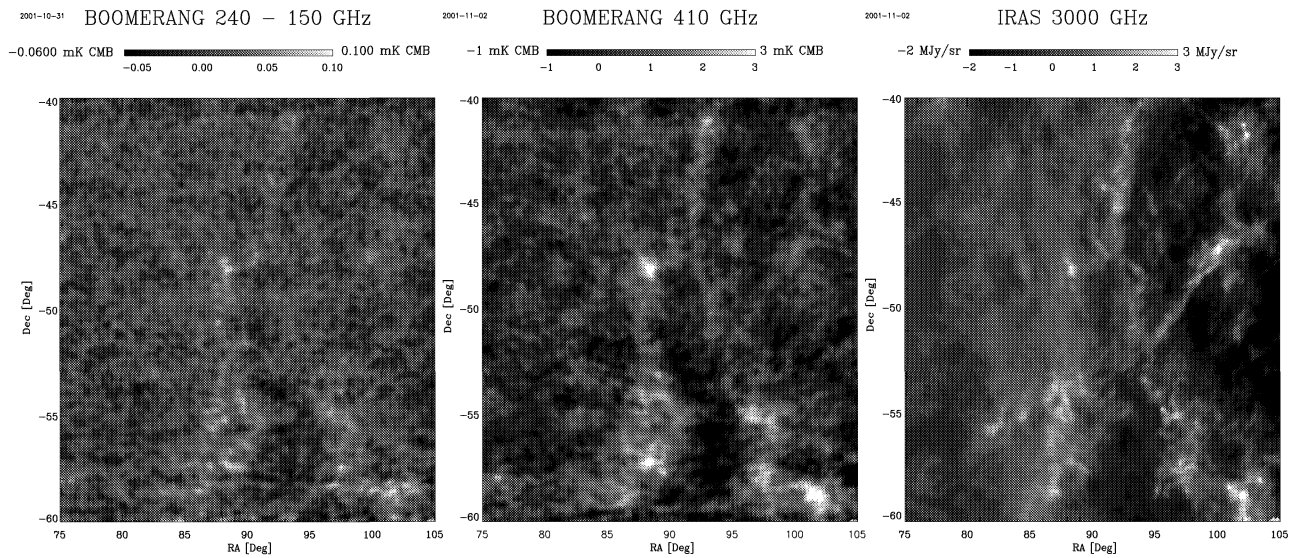 2001-10-31 BOOMERANG 240 - 150 GHz
-0.0600 mK CMB 0.100 mK CMB
-0.05 0.00 0.05 0.10
-40
-45
-50
-55
-60
Dec [Deg]
75 80 85 90 95 100 105
RA [Deg]
2001-11-02 BOOMERANG 410 GHz
-1 mK CMB 3 mK CMB
-1 0 1 2 3
-40
-45
-50
-55
-60
Dec [Deg]
75 80 85 90 95 100 105
RA [Deg]
2001-11-02 IRAS 3000 GHz
-2 MJy/sr 3 MJy/sr
-2 -1 0 1 2 3
-40
-45
-50
-55
-60
Dec [Deg]
75 80 85 90 95 100 105
RA [Deg]